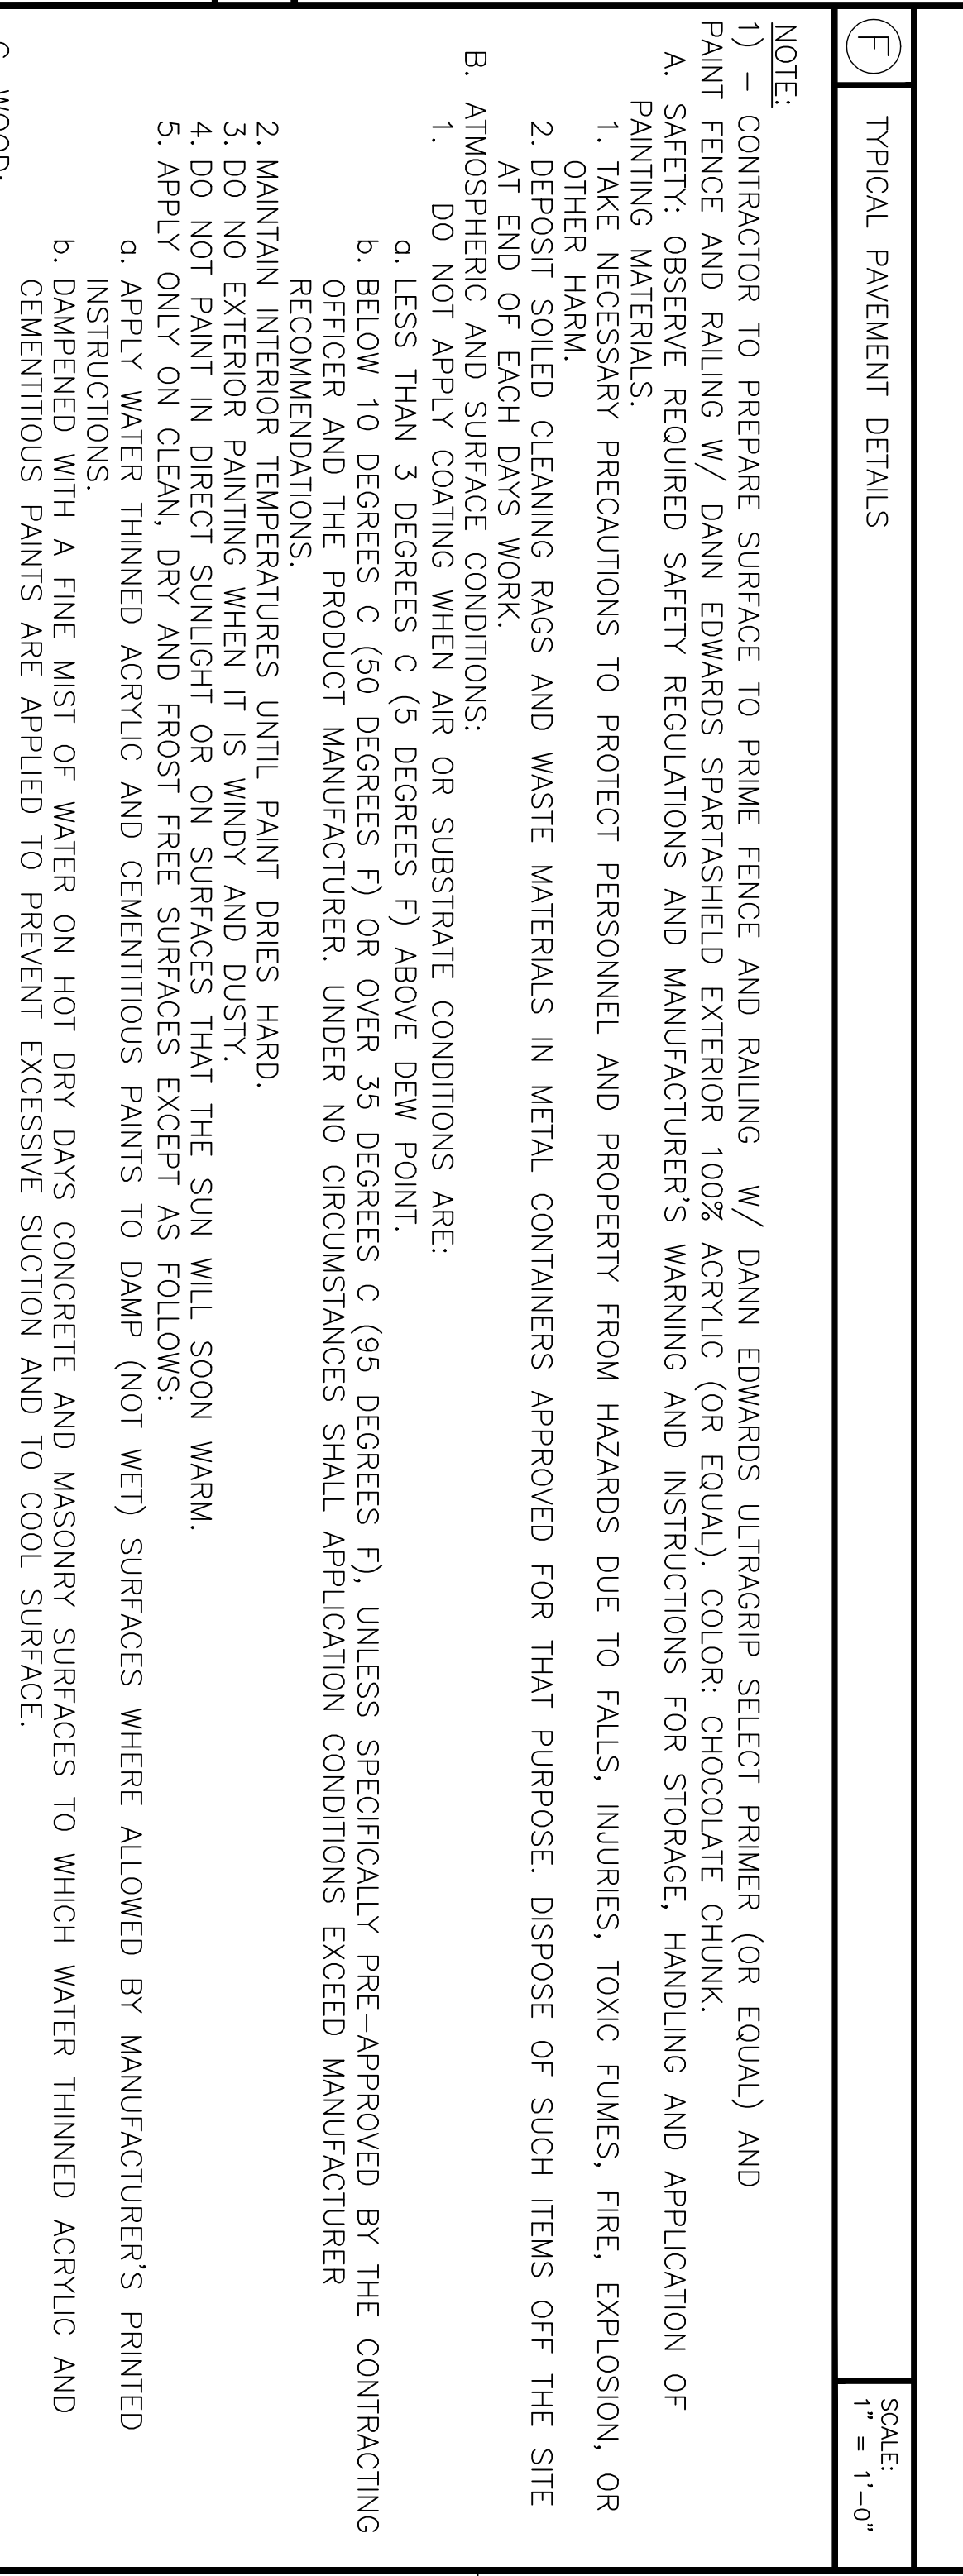 F
TYPICAL PAVEMENT DETAILS
SCALE:
1" = 1'-0"
NOTE:
1) - CONTRACTOR TO PREPARE SURFACE TO PRIME FENCE AND RAILING W/ DANN EDWARDS ULTRAGRIP SELECT PRIMER (OR EQUAL) AND
PAINT FENCE AND RAILING W/ DANN EDWARDS SPARTASHIELD EXTERIOR 100% ACRYLIC (OR EQUAL). COLOR: CHOCOLATE CHUNK.
A. SAFETY: OBSERVE REQUIRED SAFETY REGULATIONS AND MANUFACTURER'S WARNING AND INSTRUCTIONS FOR STORAGE, HANDLING AND APPLICATION OF
PAINTING MATERIALS.
1. TAKE NECESSARY PRECAUTIONS TO PROTECT PERSONNEL AND PROPERTY FROM HAZARDS DUE TO FALLS, INJURIES, TOXIC FUMES, FIRE, EXPLOSION, OR
OTHER HARM.
2. DEPOSIT SOILED CLEANING RAGS AND WASTE MATERIALS IN METAL CONTAINERS APPROVED FOR THAT PURPOSE. DISPOSE OF SUCH ITEMS OFF THE SITE
AT END OF EACH DAYS WORK.
B. ATMOSPHERIC AND SURFACE CONDITIONS:
1. DO NOT APPLY COATING WHEN AIR OR SUBSTRATE CONDITIONS ARE:
a. LESS THAN 3 DEGREES C (5 DEGREES F) ABOVE DEW POINT.
b. BELOW 10 DEGREES C (50 DEGREES F) OR OVER 35 DEGREES C (95 DEGREES F), UNLESS SPECIFICALLY PRE-APPROVED BY THE CONTRACTING
OFFICER AND THE PRODUCT MANUFACTURER. UNDER NO CIRCUMSTANCES SHALL APPLICATION CONDITIONS EXCEED MANUFACTURER
RECOMMENDATIONS.
2. MAINTAIN INTERIOR TEMPERATURES UNTIL PAINT DRIES HARD.
3. DO NO EXTERIOR PAINTING WHEN IT IS WINDY AND DUSTY.
4. DO NOT PAINT IN DIRECT SUNLIGHT OR ON SURFACES THAT THE SUN WILL SOON WARM.
5. APPLY ONLY ON CLEAN, DRY AND FROST FREE SURFACES EXCEPT AS FOLLOWS:
a. APPLY WATER THINNED ACRYLIC AND CEMENTITIOUS PAINTS TO DAMP (NOT WET) SURFACES WHERE ALLOWED BY MANUFACTURER'S PRINTED
INSTRUCTIONS.
b. DAMPENED WITH A FINE MIST OF WATER ON HOT DRY DAYS CONCRETE AND MASONRY SURFACES TO WHICH WATER THINNED ACRYLIC AND
CEMENTITIOUS PAINTS ARE APPLIED TO PREVENT EXCESSIVE SUCTION AND TO COOL SURFACE.
C. WOOD: